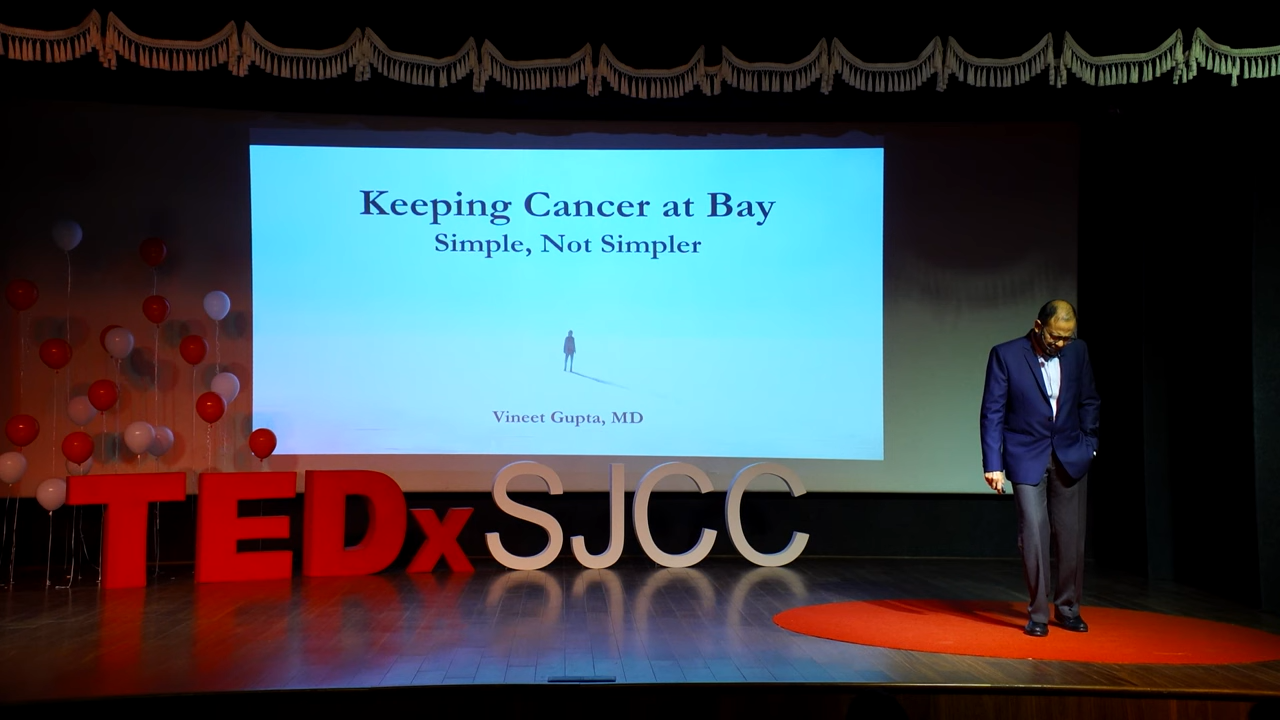 Keeping Cancer at Bay
Simple, Not Simpler
Vineet Gupta, MD
TEDxSJCC